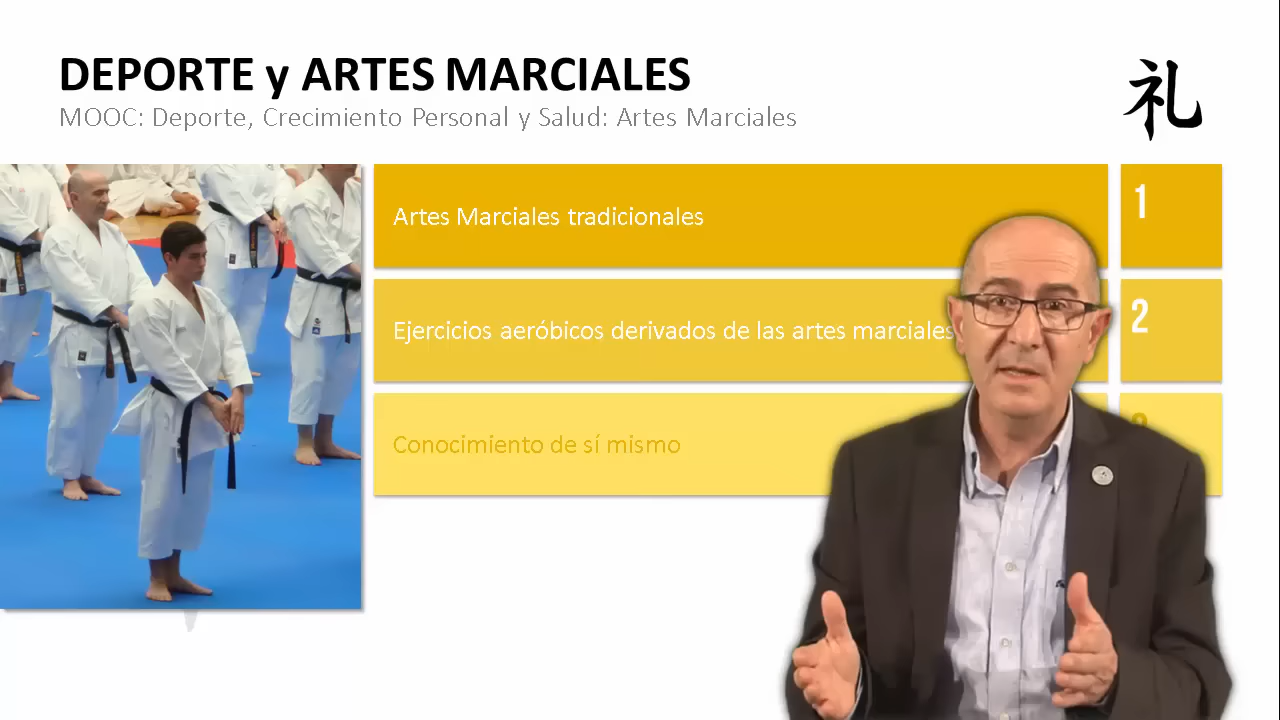 DEPORTE y ARTES MARCIALES
MOOC: Deporte, Crecimiento Personal y Salud: Artes Marciales
礼
Artes Marciales tradicionales
1
Ejercicios aeróbicos derivados de las artes marciales
2
Conocimiento de sí mismo